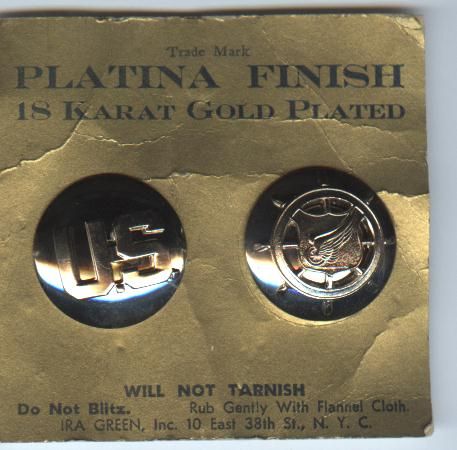 Trade Mark
PLATINA FINISH
18 KARAT GOLD PLATED
U.S.
WILL NOT TARNISH
Do Not Blitz. Rub Gently With Flannel Cloth.
IRA GREEN, Inc. 10 East 38th St., N. Y. C.